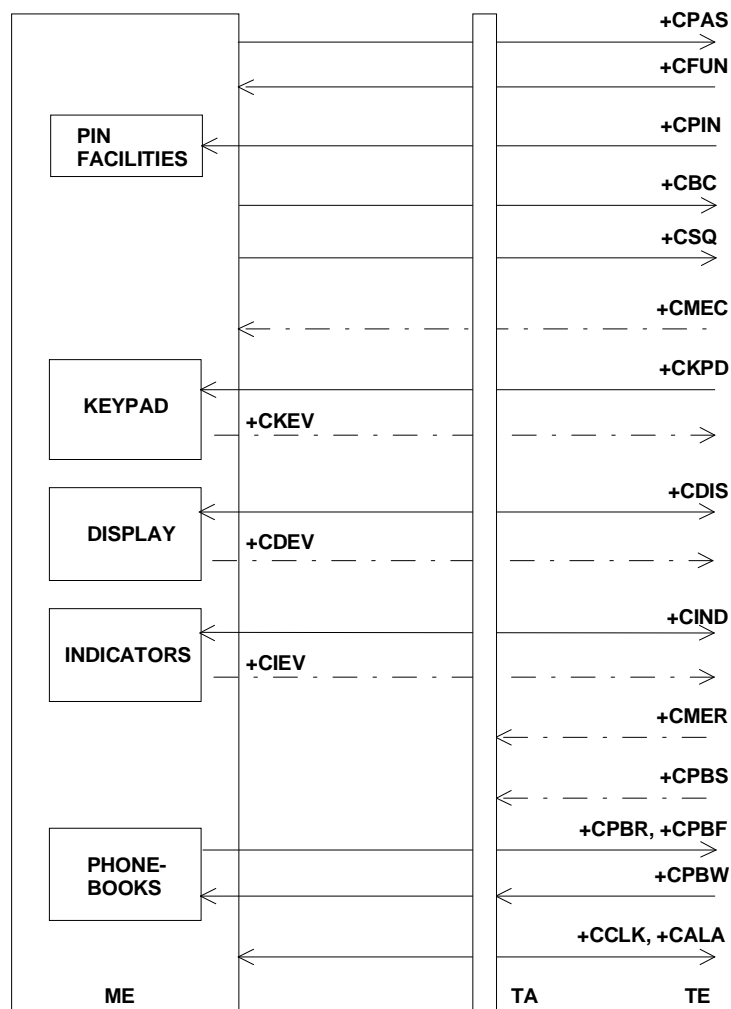 +CPAS
+CFUN
PIN
FACILITIES
+CPIN
+CBC
+CSQ
+CMEC
+CKPD
KEYPAD
+CKEV
+CDIS
DISPLAY
+CDEV
+CIND
INDICATORS
+CIEV
+CMER
+CPBS
+CPBR, +CPBF
PHONE-
BOOKS
+CPBW
+CCLK, +CALA
ME
TA
TE